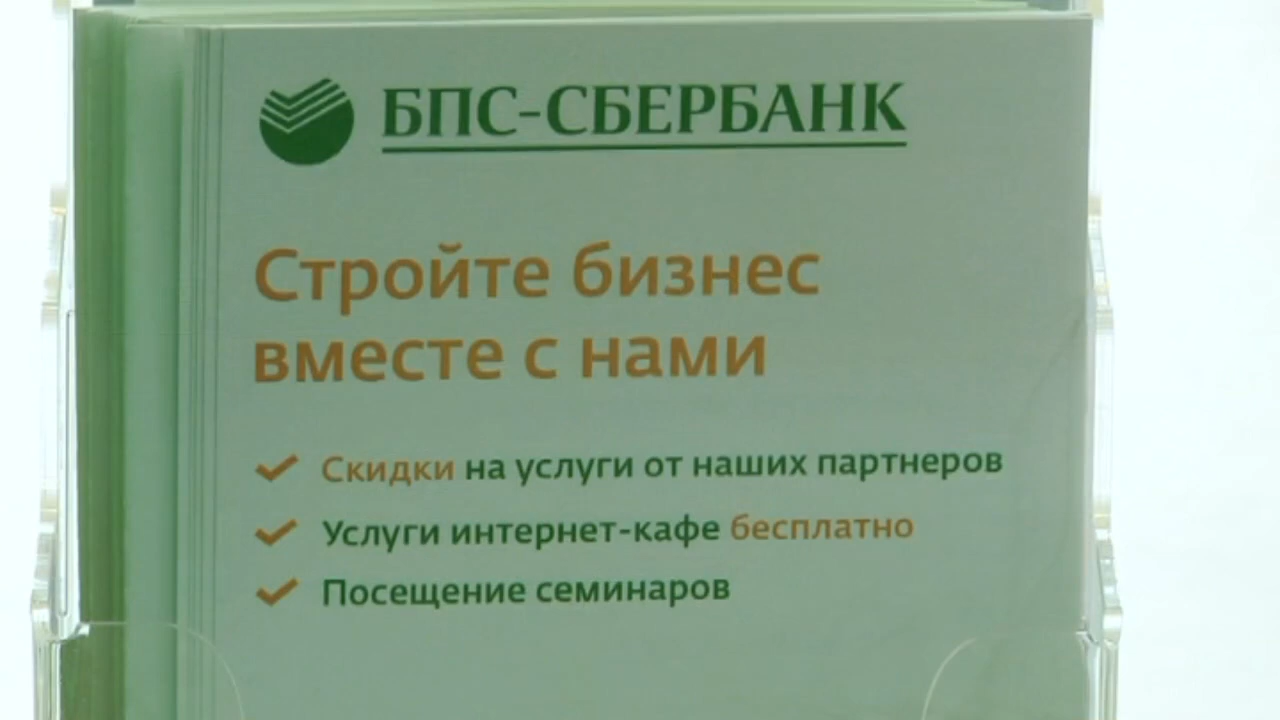 БПС-СБЕРБАНК
Стройте бизнес
вместе с нами
Скидки на услуги от наших партнеров
Услуги интернет-кафе бесплатно
Посещение семинаров